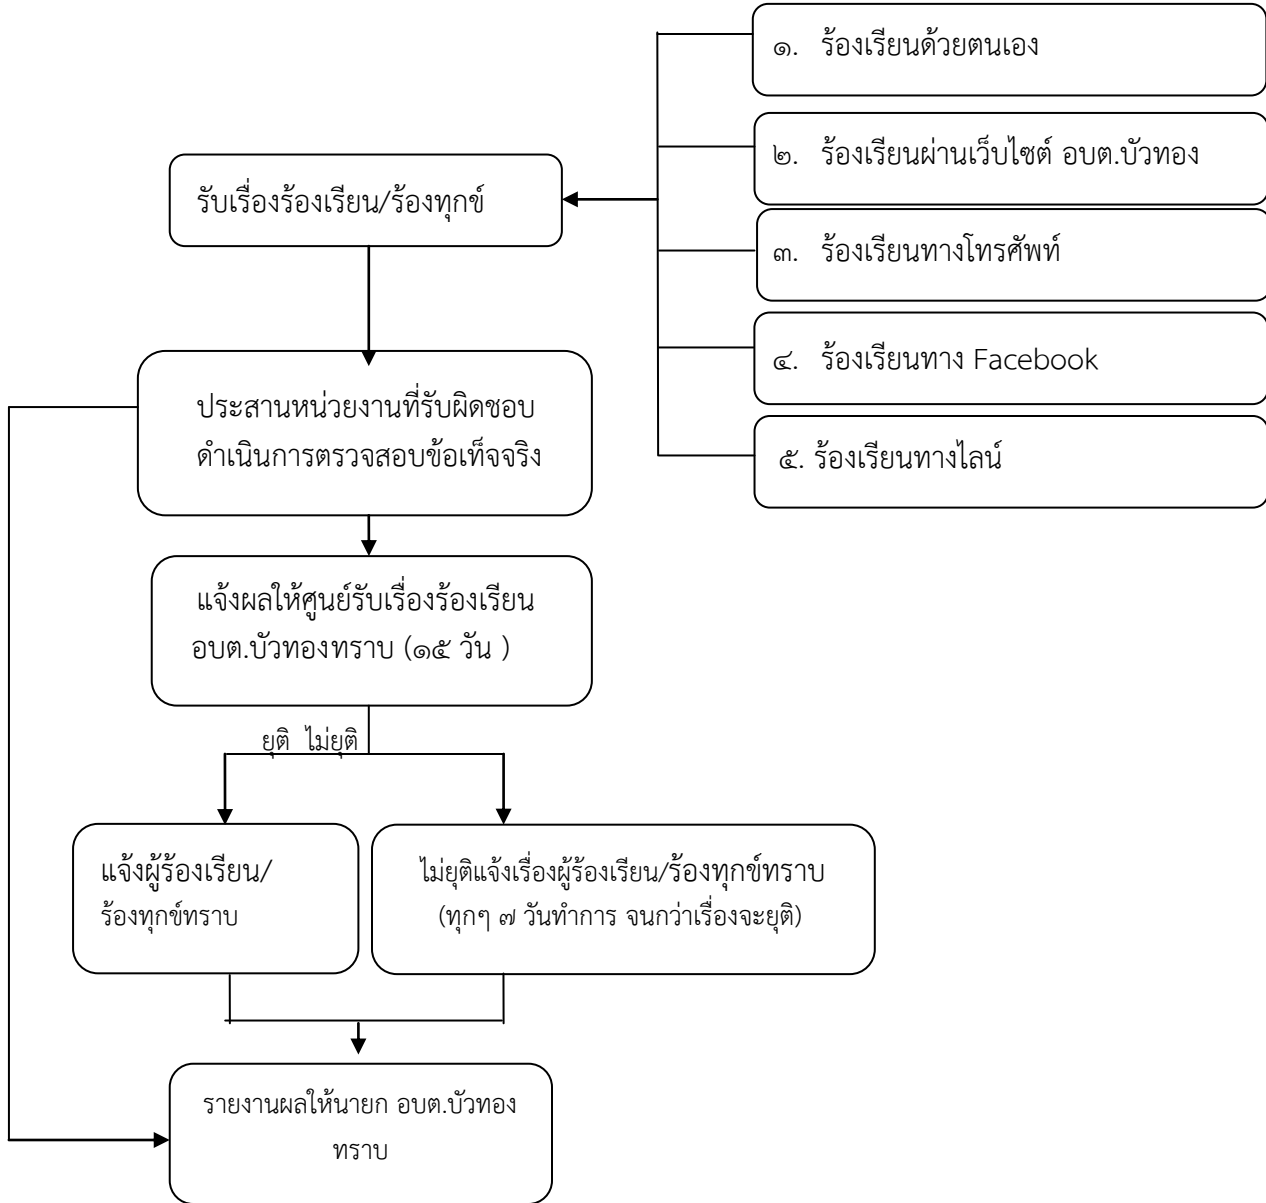 ๑. ร้องเรียนด้วยตนเอง
๒. ร้องเรียนผ่านเว็บไซต์ อบต.บัวทอง
รับเรื่องร้องเรียน/ร้องทุกข์
๓. ร้องเรียนทางโทรศัพท์
๔. ร้องเรียนทาง Facebook
๕. ร้องเรียนทางไลน์
ประสานหน่วยงานที่รับผิดชอบ
ดำเนินการตรวจสอบข้อเท็จจริง
แจ้งผลให้ศูนย์รับเรื่องร้องเรียน
อบต.บัวทองทราบ (๑๕ วัน )
ยุติ ไม่ยุติ
แจ้งผู้ร้องเรียน/
ร้องทุกข์ทราบ
ไม่ยุติแจ้งเรื่องผู้ร้องเรียน/ร้องทุกข์ทราบ
(ทุกๆ ๗ วันทำการ จนกว่าเรื่องจะยุติ)
รายงานผลให้นายก อบต.บัวทอง
ทราบ